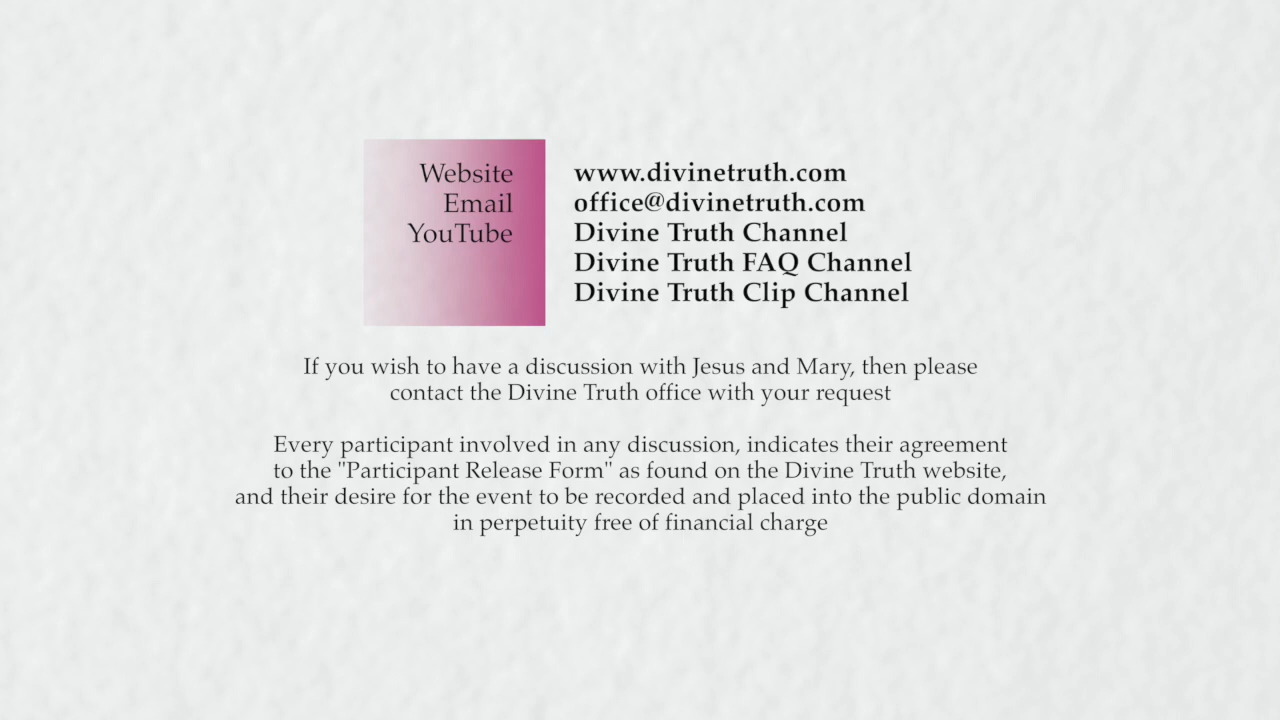 Website www.divinetruth.com
Email office@divinetruth.com
YouTube Divine Truth Channel
Divine Truth FAQ Channel
Divine Truth Clip Channel
If you wish to have a discussion with Jesus and Mary, then please
contact the Divine Truth office with your request
Every participant involved in any discussion, indicates their agreement
to the "Participant Release Form" as found on the Divine Truth website,
and their desire for the event to be recorded and placed into the public domain
in perpetuity free of financial charge